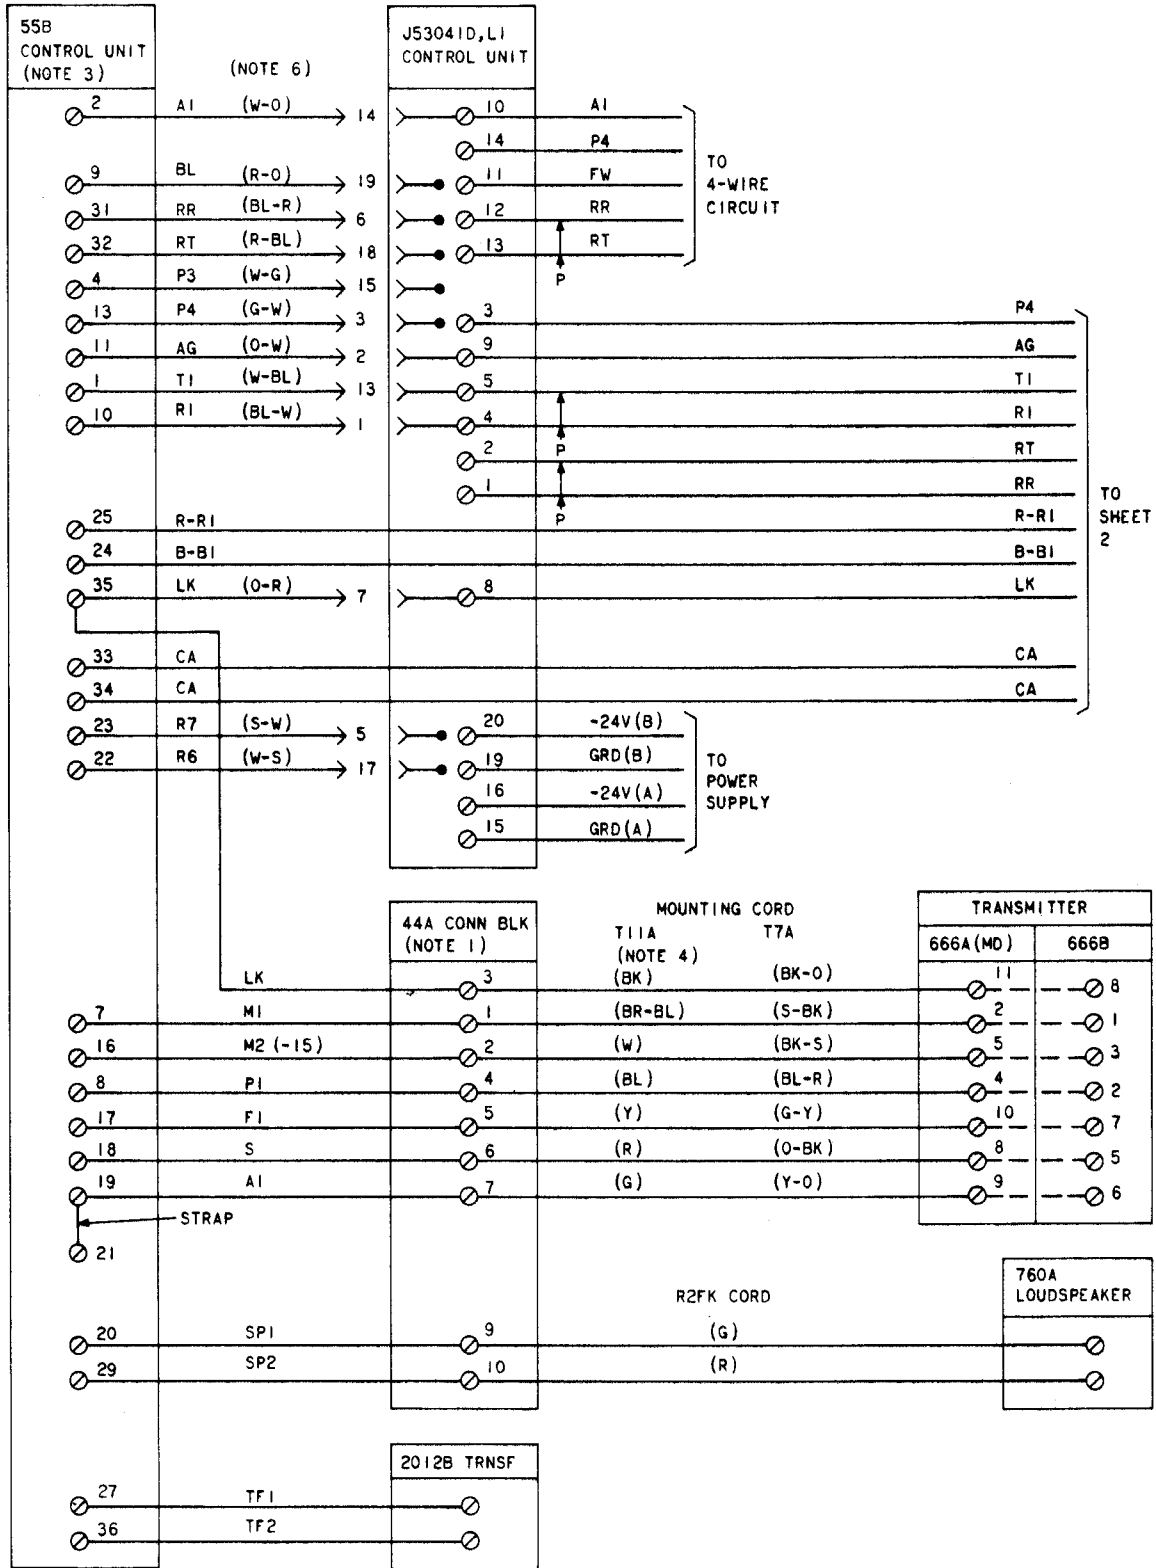 55B
CONTROL UNIT
(NOTE 3)
(NOTE 6)
J53041D,L1
CONTROL UNIT
2 A1 (W-O) 14 10 A1
14 P4
9 BL (R-O) 19 11 FW
31 RR (BL-R) 6 12 RR
32 RT (R-BL) 18 13 RT
TO
4-WIRE
CIRCUIT
P
4 P3 (W-G) 15
13 P4 (G-W) 3 3 P4
11 AG (O-W) 2 9 AG
1 T1 (W-BL) 13 5 T1
10 R1 (BL-W) 1 4 R1
P
2 RT
1 RR
P
25 R-R1 R-R1
24 B-B1 B-B1
35 LK (O-R) 7 8 LK
33 CA CA
34 CA CA
TO
SHEET
2
23 R7 (S-W) 5 20 -24V(B)
22 R6 (W-S) 17 19 GRD(B)
16 -24V(A)
15 GRD(A)
TO
POWER
SUPPLY
44A CONN BLK
(NOTE 1)
MOUNTING CORD
T11A T7A
(NOTE 4)
TRANSMITTER
666A(MD) 666B
LK 3 (BK) (BK-O) 11 8
7 M1 1 (BR-BL) (S-BK) 2 1
16 M2 (-15) 2 (W) (BK-S) 5 3
8 P1 4 (BL) (BL-R) 4 2
17 F1 5 (Y) (G-Y) 10 7
18 S 6 (R) (O-BK) 8 5
19 A1 7 (G) (Y-O) 9 6
STRAP
21
760A
LOUDSPEAKER
R2FK CORD
20 SP1 9 (G)
29 SP2 10 (R)
2012B TRNSF
27 TF1
36 TF2